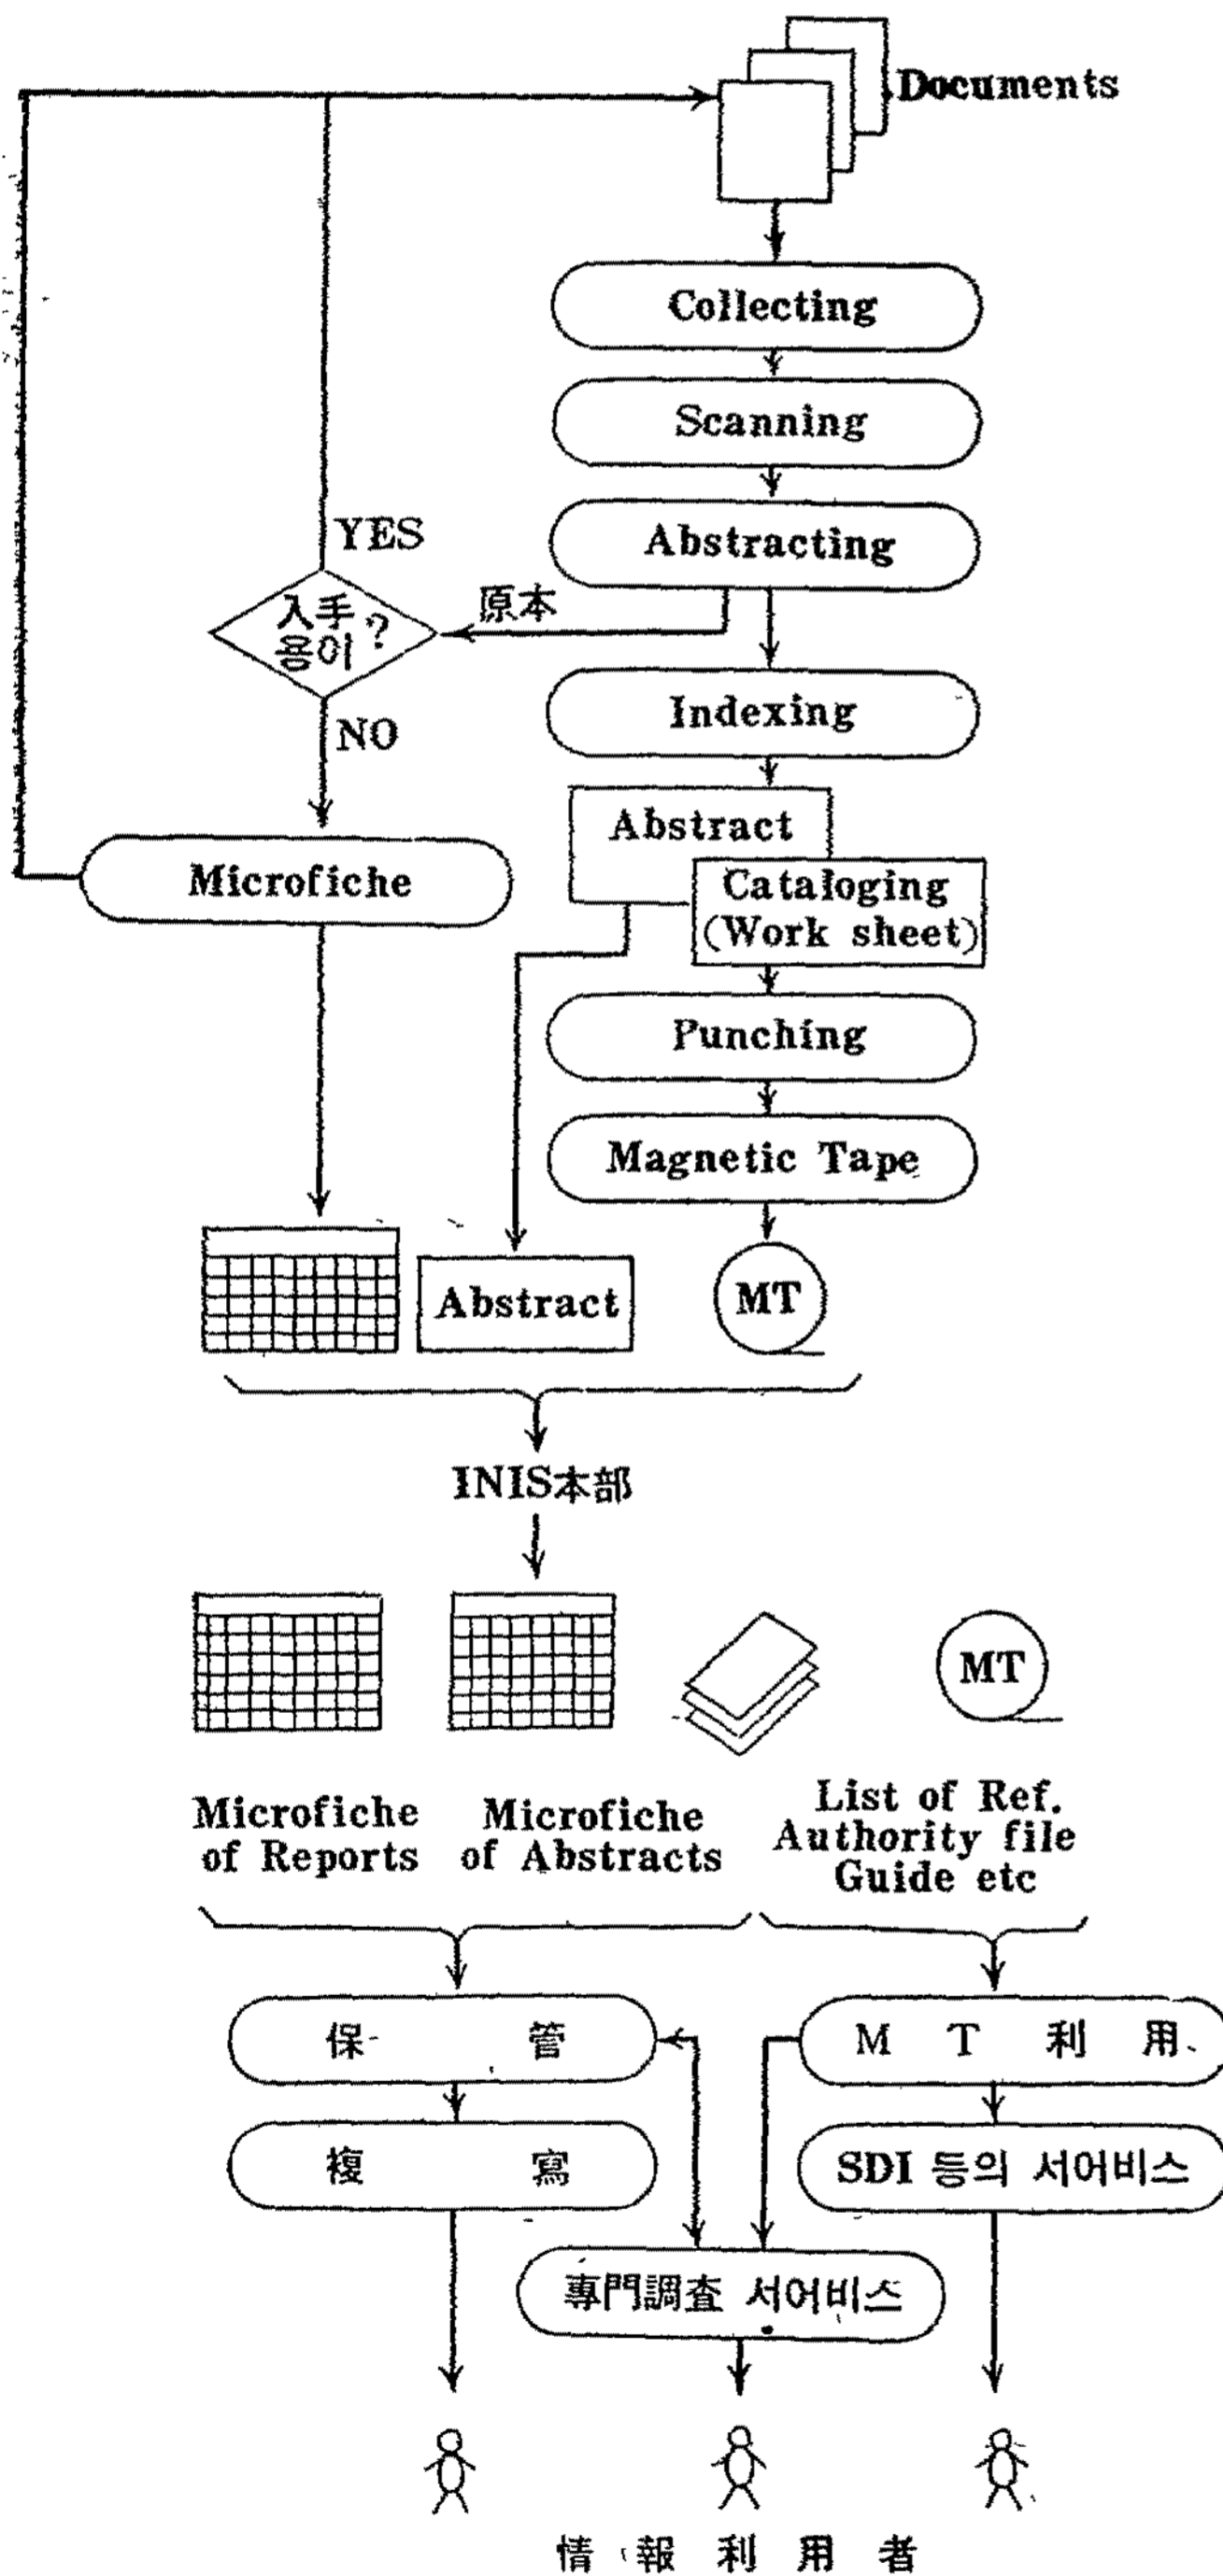 Documents
Collecting
Scanning
Abstracting
YES
原本
入手
용이?
Indexing
NO
Abstract
Microfiche
Cataloging
(Work sheet)
Punching
Magnetic Tape
Abstract
MT
INIS本部
MT
Microfiche
of Reports
Microfiche
of Abstracts
List of Ref.
Authority file
Guide etc
保 管
M T 利 用
複 寫
SDI 등의 서어비스
專門調査 서어비스
情 報 利 用 者